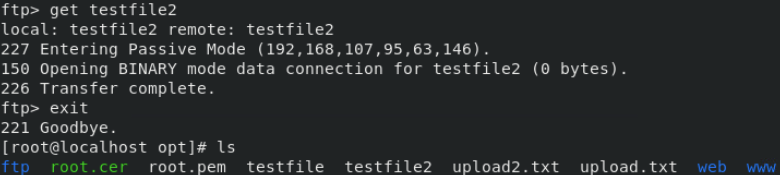 ftp> get testfile2
local: testfile2 remote: testfile2
227 Entering Passive Mode (192,168,107,95,63,146).
150 Opening BINARY mode data connection for testfile2 (0 bytes).
226 Transfer complete.
ftp> exit
221 Goodbye.
[root@localhost opt]# ls
ftp  root.cer  root.pem  testfile  testfile2  upload2.txt  upload.txt  web  www